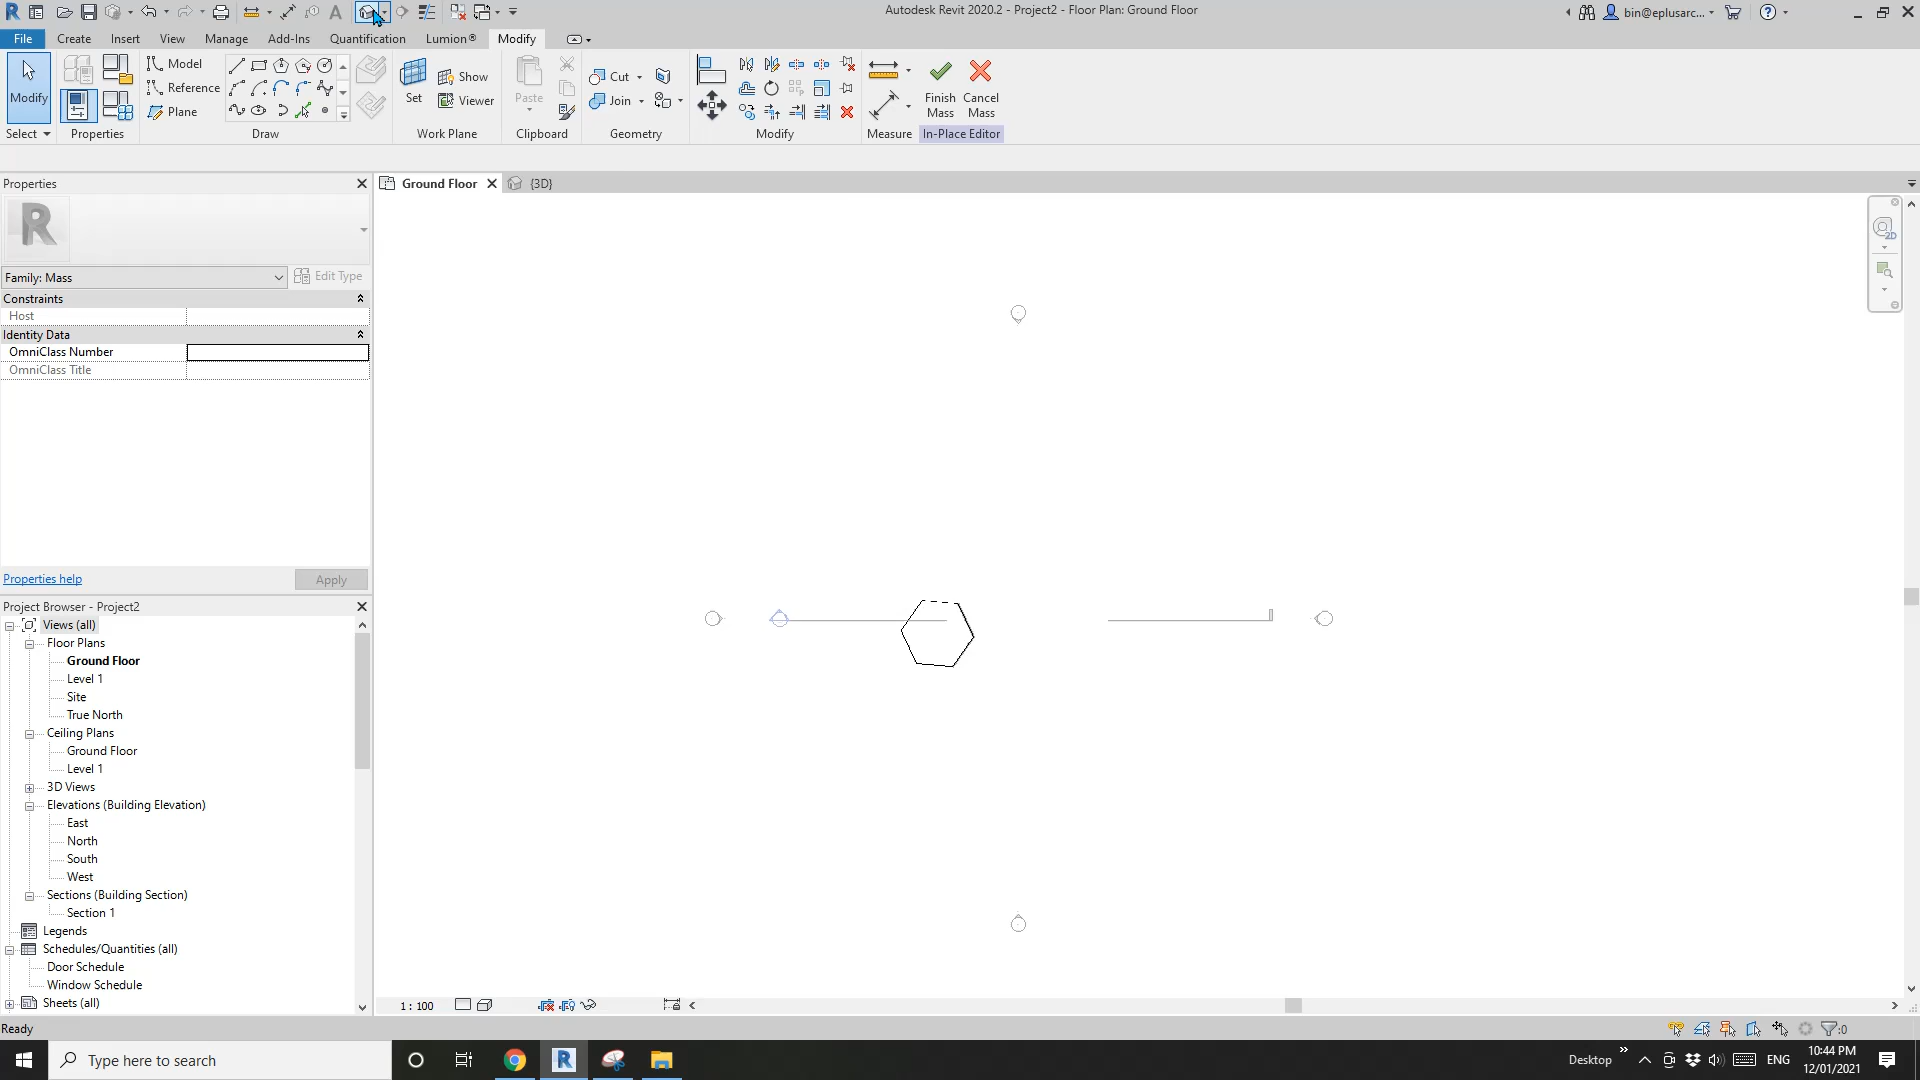 Autodesk Revit 2020.2 - Project2 - Floor Plan: Ground Floor
bin@eplusarc...
File Create Insert View Manage Add-Ins Quantification Lumion® Modify
Modify
Model
Reference
Plane
Set
Show
Viewer
Paste
Cut
Join
Finish Mass
Cancel Mass
Select Properties Draw Work Plane Clipboard Geometry Modify Measure In-Place Editor
Properties
Ground Floor {3D}
2D
R
Family: Mass Edit Type
Constraints
Host
Identity Data
OmniClass Number
OmniClass Title
Properties help Apply
Project Browser - Project2
Views (all)
Floor Plans
Ground Floor
Level 1
Site
True North
Ceiling Plans
Ground Floor
Level 1
3D Views
Elevations (Building Elevation)
East
North
South
West
Sections (Building Section)
Section 1
Legends
Schedules/Quantities (all)
Door Schedule
Window Schedule
Sheets (all)
1 : 100
Ready
:0
Type here to search
Desktop
ENG
10:44 PM
12/01/2021